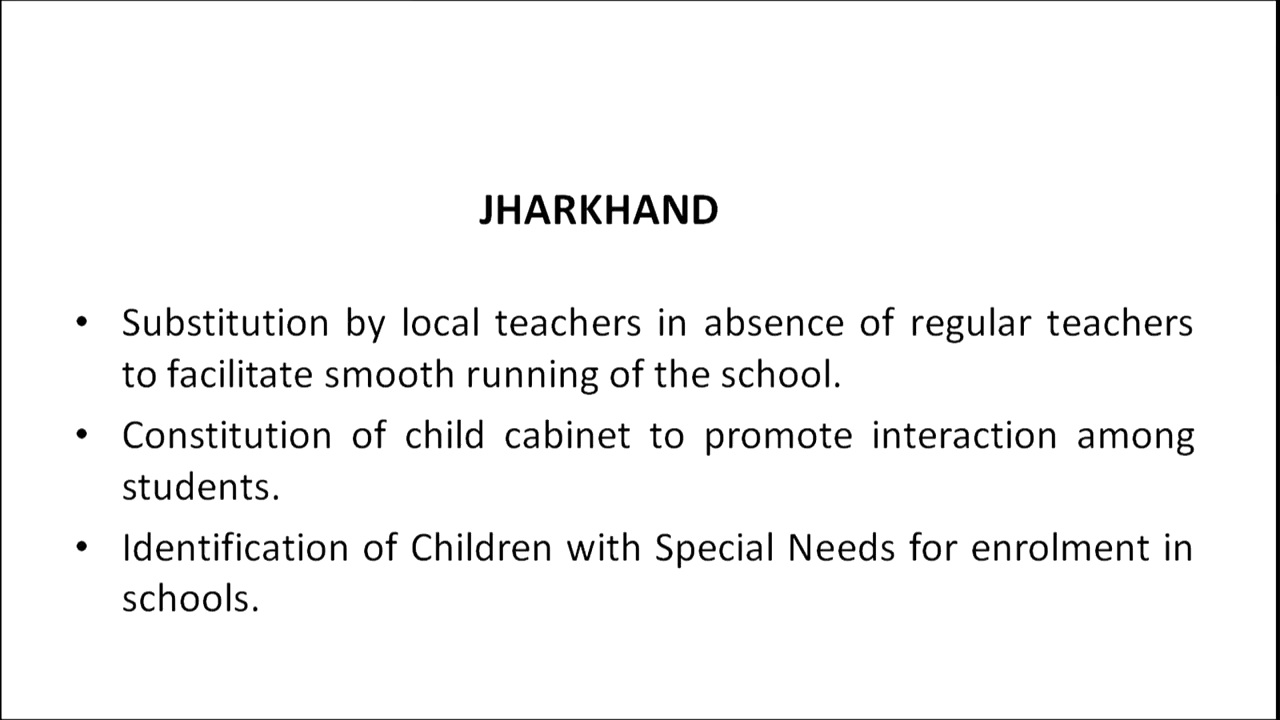 JHARKHAND
• Substitution by local teachers in absence of regular teachers
to facilitate smooth running of the school.
• Constitution of child cabinet to promote interaction among
students.
• Identification of Children with Special Needs for enrolment in
schools.